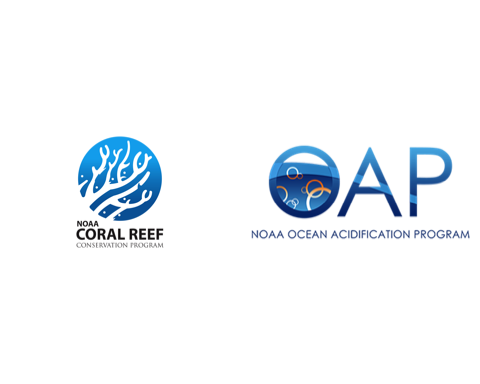 NOAA
CORAL REEF
CONSERVATION PROGRAM
OAP
NOAA OCEAN ACIDIFICATION PROGRAM